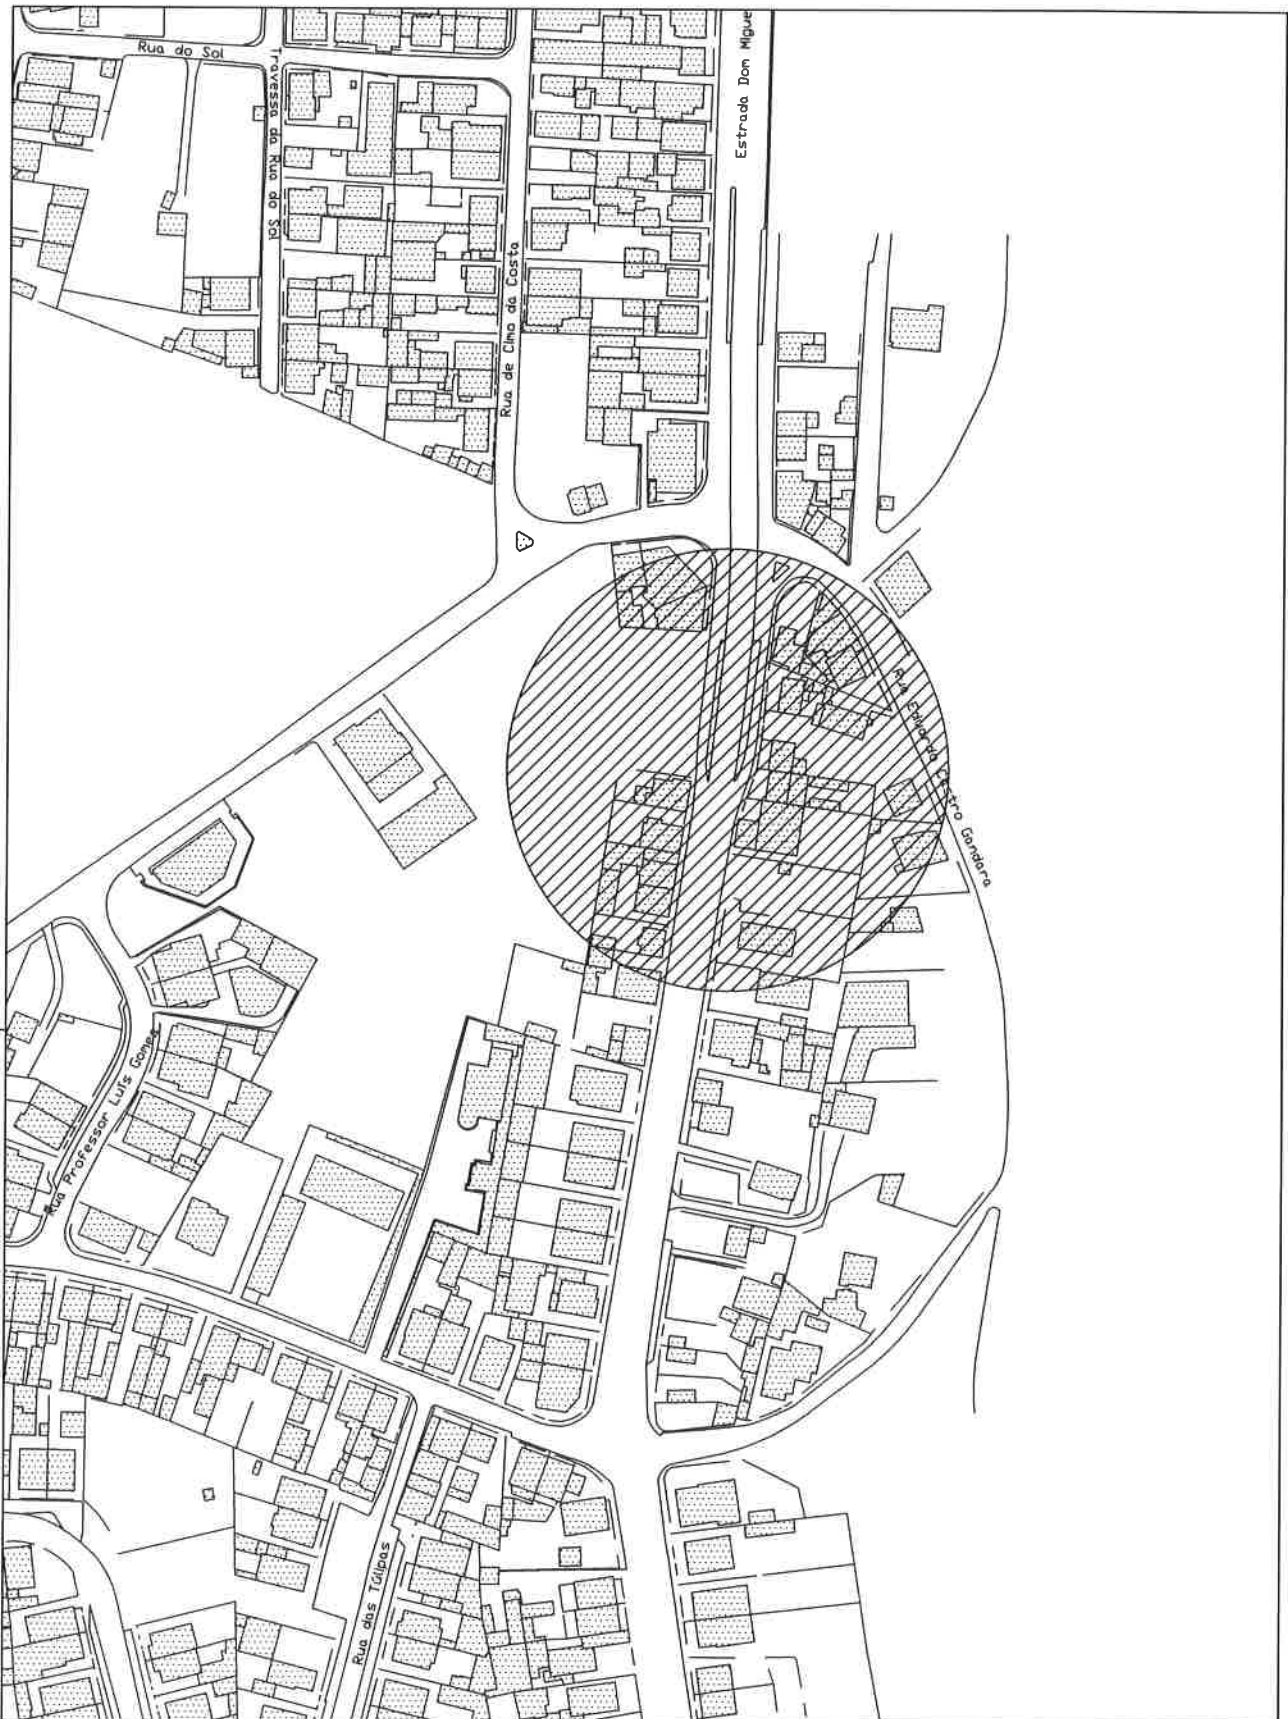 Rua do Sol
Travessa da Rua do Sol
Estrada Dom Migue
Rua de Cima da Costa
Rua Eduardo Castro Gandara
Rua Professor Luís Gomes
Rua das Túlipas